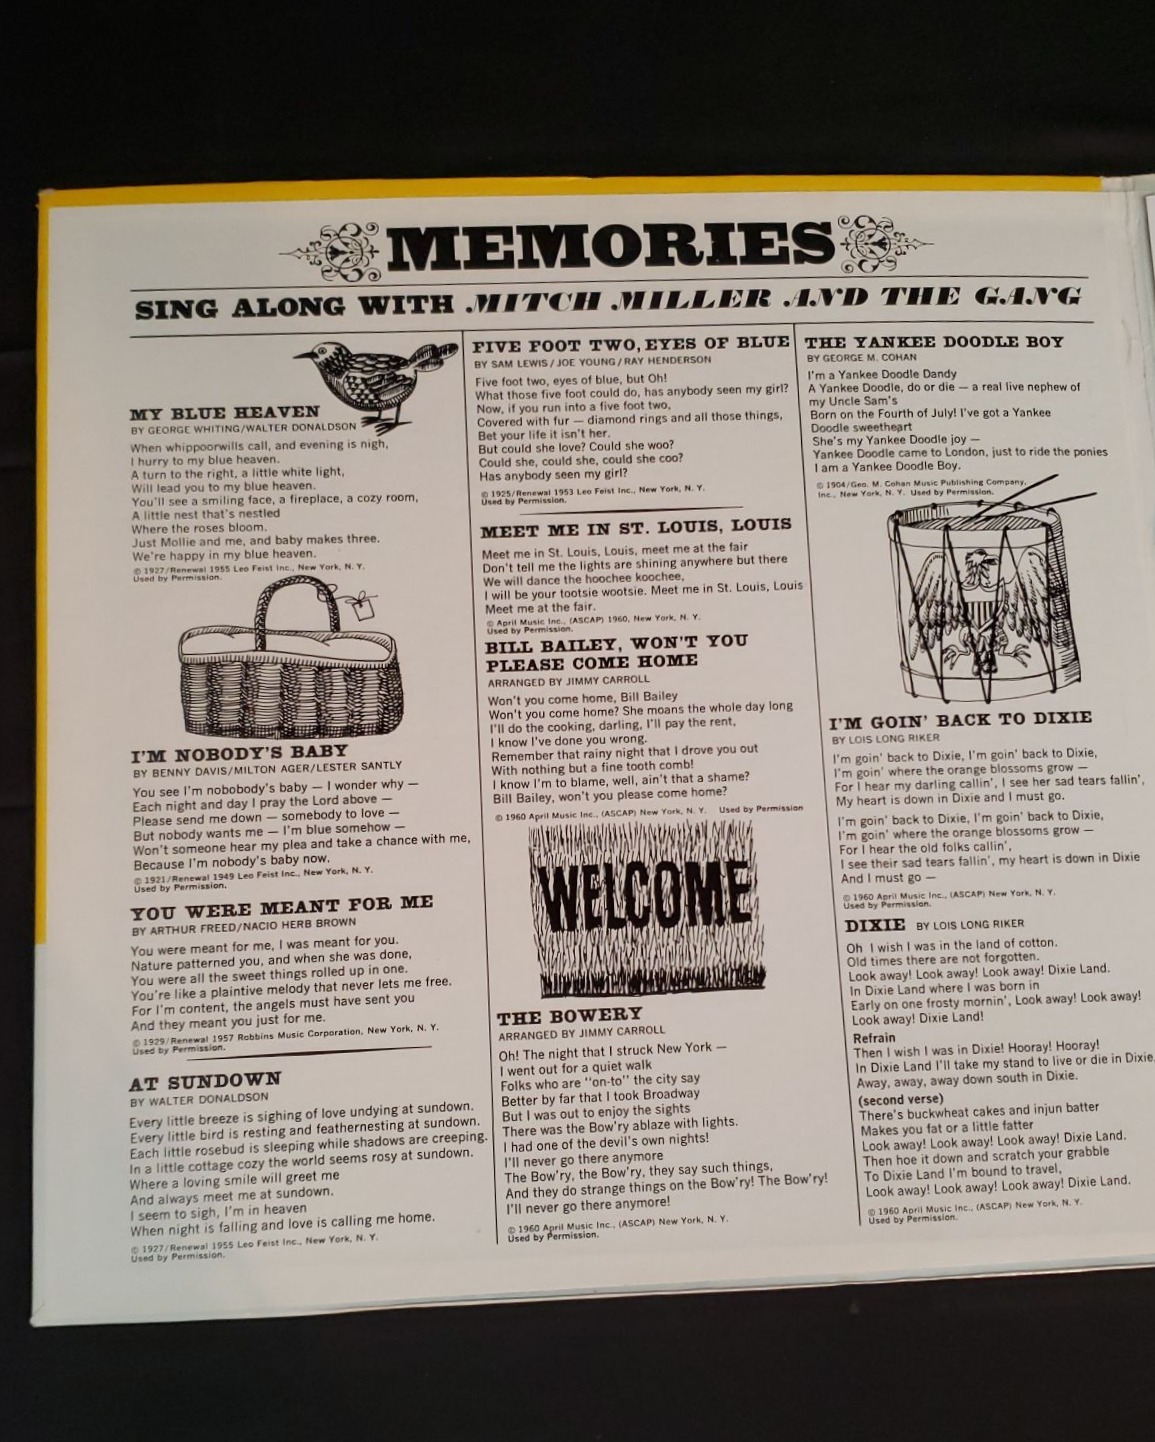 MEMORIES
SING ALONG WITH MITCH MILLER AND THE GANG
MY BLUE HEAVEN
BY GEORGE WHITING/WALTER DONALDSON
When whippoorwills call, and evening is nigh,
I hurry to my blue heaven.
A turn to the right, a little white light,
Will lead you to my blue heaven.
You'll see a smiling face, a fireplace, a cozy room,
A little nest that's nestled
Where the roses bloom.
Just Mollie and me, and baby makes three.
We're happy in my blue heaven.
© 1927/Renewal 1955 Leo Feist Inc., New York, N. Y.
Used by Permission.
I'M NOBODY'S BABY
BY BENNY DAVIS/MILTON AGER/LESTER SANTLY
You see I'm nobobody's baby — I wonder why —
Each night and day I pray the Lord above —
Please send me down — somebody to love —
But nobody wants me — I'm blue somehow —
Won't someone hear my plea and take a chance with me,
Because I'm nobody's baby now.
© 1921/Renewal 1949 Leo Feist Inc., New York, N. Y.
Used by Permission.
YOU WERE MEANT FOR ME
BY ARTHUR FREED/NACIO HERB BROWN
You were meant for me, I was meant for you.
Nature patterned you, and when she was done,
You were all the sweet things rolled up in one.
You're like a plaintive melody that never lets me free.
For I'm content, the angels must have sent you
And they meant you just for me.
© 1929/Renewal 1957 Robbins Music Corporation, New York, N. Y.
Used by Permission.
AT SUNDOWN
BY WALTER DONALDSON
Every little breeze is sighing of love undying at sundown.
Every little bird is resting and feathernesting at sundown.
Each little rosebud is sleeping while shadows are creeping.
In a little cottage cozy the world seems rosy at sundown.
Where a loving smile will greet me
And always meet me at sundown.
I seem to sigh, I'm in heaven
When night is falling and love is calling me home.
© 1927/Renewal 1955 Leo Feist Inc., New York, N. Y.
Used by Permission.
FIVE FOOT TWO, EYES OF BLUE
BY SAM LEWIS/JOE YOUNG/RAY HENDERSON
Five foot two, eyes of blue, but Oh!
What those five foot could do, has anybody seen my girl?
Now, if you run into a five foot two,
Covered with fur — diamond rings and all those things,
Bet your life it isn't her.
But could she love? Could she woo?
Could she, could she, could she coo?
Has anybody seen my girl?
© 1925/Renewal 1953 Leo Feist Inc., New York, N. Y.
Used by Permission.
MEET ME IN ST. LOUIS, LOUIS
Meet me in St. Louis, Louis, meet me at the fair
Don't tell me the lights are shining anywhere but there
We will dance the hoochee koochee,
I will be your tootsie wootsie. Meet me in St. Louis, Louis
Meet me at the fair.
© April Music Inc., (ASCAP) 1960, New York, N. Y.
Used by Permission.
BILL BAILEY, WON'T YOU
PLEASE COME HOME
ARRANGED BY JIMMY CARROLL
Won't you come home, Bill Bailey
Won't you come home? She moans the whole day long
I'll do the cooking, darling, I'll pay the rent,
I know I've done you wrong.
Remember that rainy night that I drove you out
With nothing but a fine tooth comb!
I know I'm to blame, well, ain't that a shame?
Bill Bailey, won't you please come home?
© 1960 April Music Inc., (ASCAP) New York, N. Y. Used by Permission
WELCOME
THE BOWERY
ARRANGED BY JIMMY CARROLL
Oh! The night that I struck New York —
I went out for a quiet walk
Folks who are "on-to" the city say
Better by far that I took Broadway
But I was out to enjoy the sights
There was the Bow'ry ablaze with lights.
I had one of the devil's own nights!
I'll never go there anymore
The Bow'ry, the Bow'ry, they say such things,
And they do strange things on the Bow'ry! The Bow'ry!
I'll never go there anymore!
© 1960 April Music Inc., (ASCAP) New York, N. Y.
Used by Permission.
THE YANKEE DOODLE BOY
BY GEORGE M. COHAN
I'm a Yankee Doodle Dandy
A Yankee Doodle, do or die — a real live nephew of
my Uncle Sam's
Born on the Fourth of July! I've got a Yankee
Doodle sweetheart
She's my Yankee Doodle joy —
Yankee Doodle came to London, just to ride the ponies
I am a Yankee Doodle Boy.
© 1904/Geo. M. Cohan Music Publishing Company,
Inc., New York, N. Y. Used by Permission.
I'M GOIN' BACK TO DIXIE
BY LOIS LONG RIKER
I'm goin' back to Dixie, I'm goin' back to Dixie,
I'm goin' where the orange blossoms grow —
For I hear my darling callin', I see her sad tears fallin',
My heart is down in Dixie and I must go.
I'm goin' back to Dixie, I'm goin' back to Dixie,
I'm goin' where the orange blossoms grow —
For I hear the old folks callin',
I see their sad tears fallin', my heart is down in Dixie
And I must go —
© 1960 April Music Inc., (ASCAP) New York, N. Y.
Used by Permission.
DIXIE BY LOIS LONG RIKER
Oh I wish I was in the land of cotton.
Old times there are not forgotten.
Look away! Look away! Look away! Dixie Land.
In Dixie Land where I was born in
Early on one frosty mornin', Look away! Look away!
Look away! Dixie Land!
Refrain
Then I wish I was in Dixie! Hooray! Hooray!
In Dixie Land I'll take my stand to live or die in Dixie.
Away, away, away down south in Dixie.
(second verse)
There's buckwheat cakes and injun batter
Makes you fat or a little fatter
Look away! Look away! Look away! Dixie Land.
Then hoe it down and scratch your grabble
To Dixie Land I'm bound to travel,
Look away! Look away! Look away! Dixie Land.
© 1960 April Music Inc., (ASCAP) New York, N. Y.
Used by Permission.